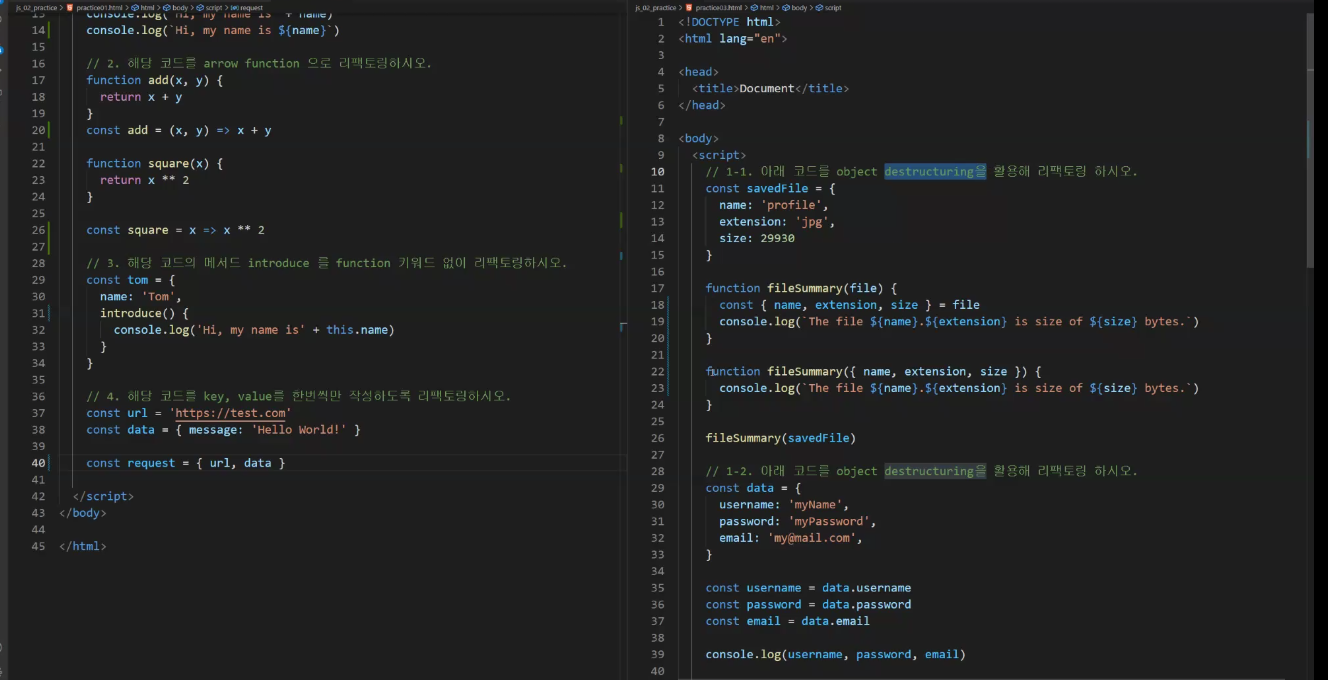 js_02_practice > practice01.html > html > body > script > request
13 console.log('Hi, my name is ' + name)
14 console.log(`Hi, my name is ${name}`)
15
16 // 2. 해당 코드를 arrow function 으로 리팩토링하시오.
17 function add(x, y) {
18 return x + y
19 }
20 const add = (x, y) => x + y
21
22 function square(x) {
23 return x ** 2
24 }
25
26 const square = x => x ** 2
27
28 // 3. 해당 코드의 메서드 introduce 를 function 키워드 없이 리팩토링하시오.
29 const tom = {
30 name: 'Tom',
31 introduce() {
32 console.log('Hi, my name is' + this.name)
33 }
34 }
35
36 // 4. 해당 코드를 key, value를 한번씩만 작성하도록 리팩토링하시오.
37 const url = 'https://test.com'
38 const data = { message: 'Hello World!' }
39
40 const request = { url, data }
41
42 </script>
43 </body>
44
45 </html>
js_02_practice > practice03.html > html > body > script
1 <!DOCTYPE html>
2 <html lang="en">
3
4 <head>
5 <title>Document</title>
6 </head>
7
8 <body>
9 <script>
10 // 1-1. 아래 코드를 object destructuring을 활용해 리팩토링 하시오.
11 const savedFile = {
12 name: 'profile',
13 extension: 'jpg',
14 size: 29930
15 }
16
17 function fileSummary(file) {
18 const { name, extension, size } = file
19 console.log(`The file ${name}.${extension} is size of ${size} bytes.`)
20 }
21
22 function fileSummary({ name, extension, size }) {
23 console.log(`The file ${name}.${extension} is size of ${size} bytes.`)
24 }
25
26 fileSummary(savedFile)
27
28 // 1-2. 아래 코드를 object destructuring을 활용해 리팩토링 하시오.
29 const data = {
30 username: 'myName',
31 password: 'myPassword',
32 email: 'my@mail.com',
33 }
34
35 const username = data.username
36 const password = data.password
37 const email = data.email
38
39 console.log(username, password, email)
40